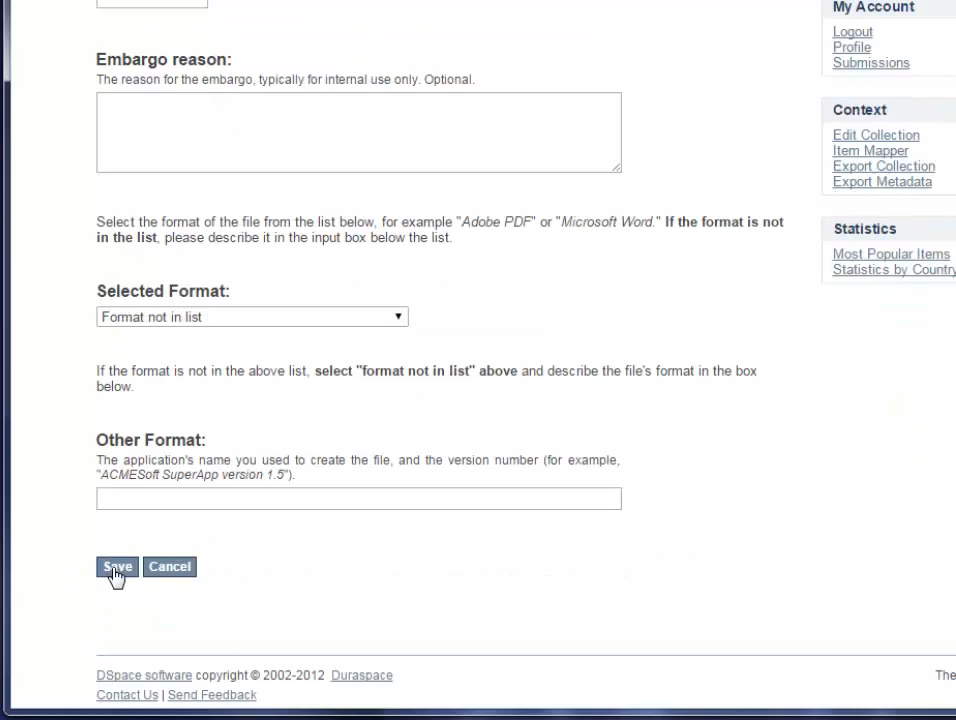 My Account
Logout
Profile
Submissions
Embargo reason:
The reason for the embargo, typically for internal use only. Optional.
Context
Edit Collection
Item Mapper
Export Collection
Export Metadata
Select the format of the file from the list below, for example "Adobe PDF" or "Microsoft Word." If the format is not
in the list, please describe it in the input box below the list.
Statistics
Most Popular Items
Statistics by Country
Selected Format:
Format not in list
If the format is not in the above list, select "format not in list" above and describe the file's format in the box
below.
Other Format:
The application's name you used to create the file, and the version number (for example,
"ACMESoft SuperApp version 1.5").
Save Cancel
DSpace software copyright © 2002-2012 Duraspace
The
Contact Us | Send Feedback